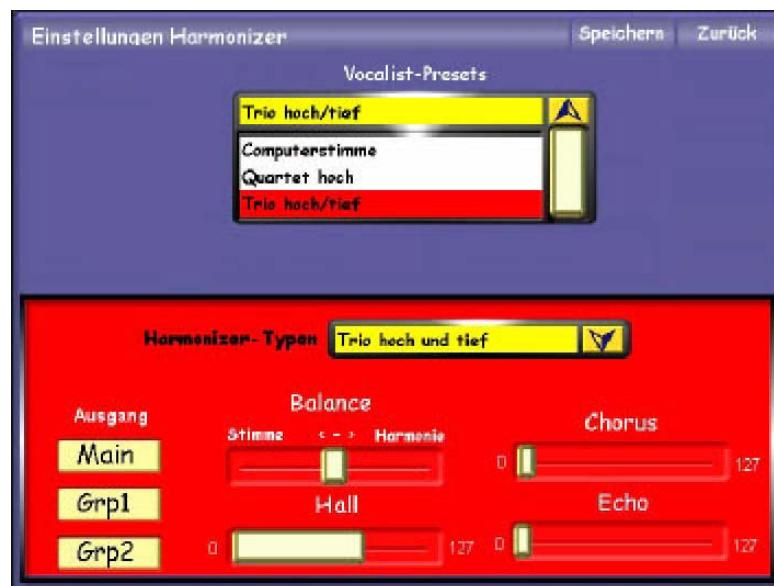 Einstellungen Harmonizer
Speichern
Zurück
Vocalist-Presets
Trio hoch/tief
Computerstimme
Quartet hoch
Trio hoch/tief
Harmonizer-Typen
Trio hoch und tief
Ausgang
Main
Grp1
Grp2
Balance
Stimme < - > Harmonie
Hall
0
127
Chorus
0
127
Echo
0
127